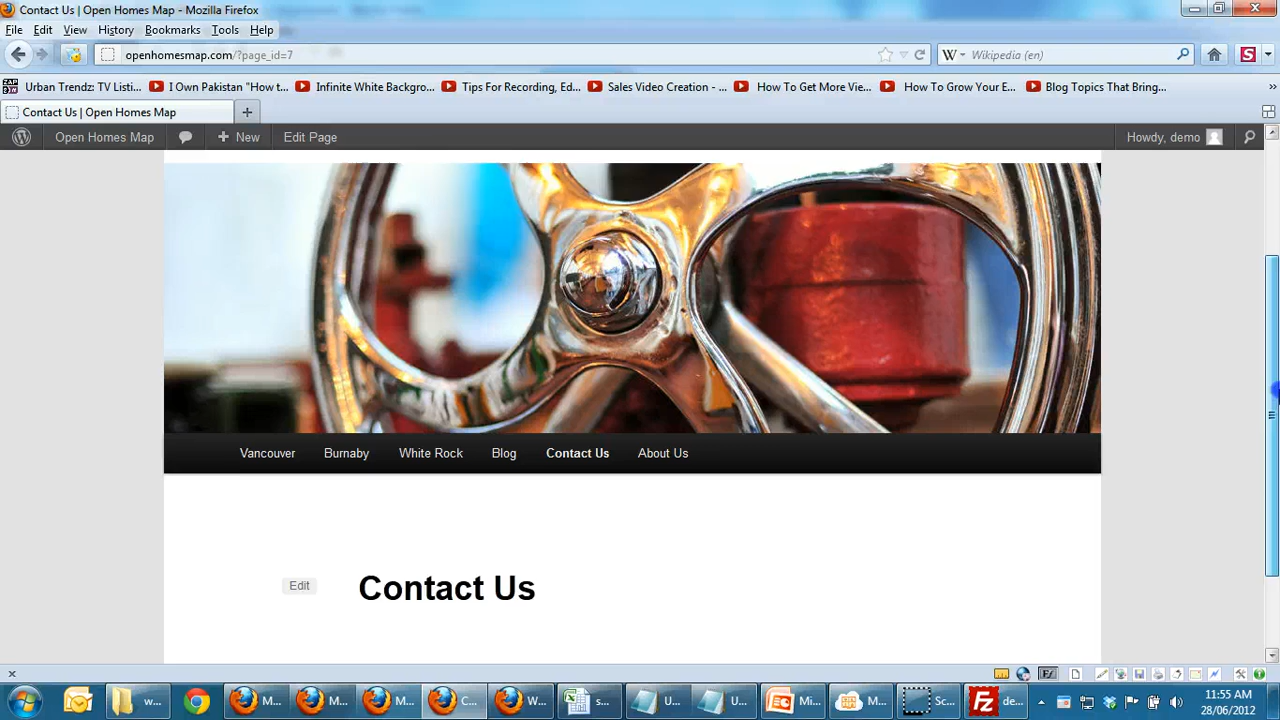 Contact Us | Open Homes Map - Mozilla Firefox
File Edit View History Bookmarks Tools Help
openhomesmap.com/?page_id=7 W Wikipedia (en) S
Urban Trendz: TV Listi... I Own Pakistan "How t... Infinite White Backgro... Tips For Recording, Ed... Sales Video Creation - ... How To Get More Vie... How To Grow Your E... Blog Topics That Bring... »
Contact Us | Open Homes Map +
Open Homes Map + New Edit Page Howdy, demo
Vancouver Burnaby White Rock Blog Contact Us About Us
Edit Contact Us
w... M... M... M... C... W... s... U... U... Mi... M... Sc... Fz de... 11:55 AM
28/06/2012